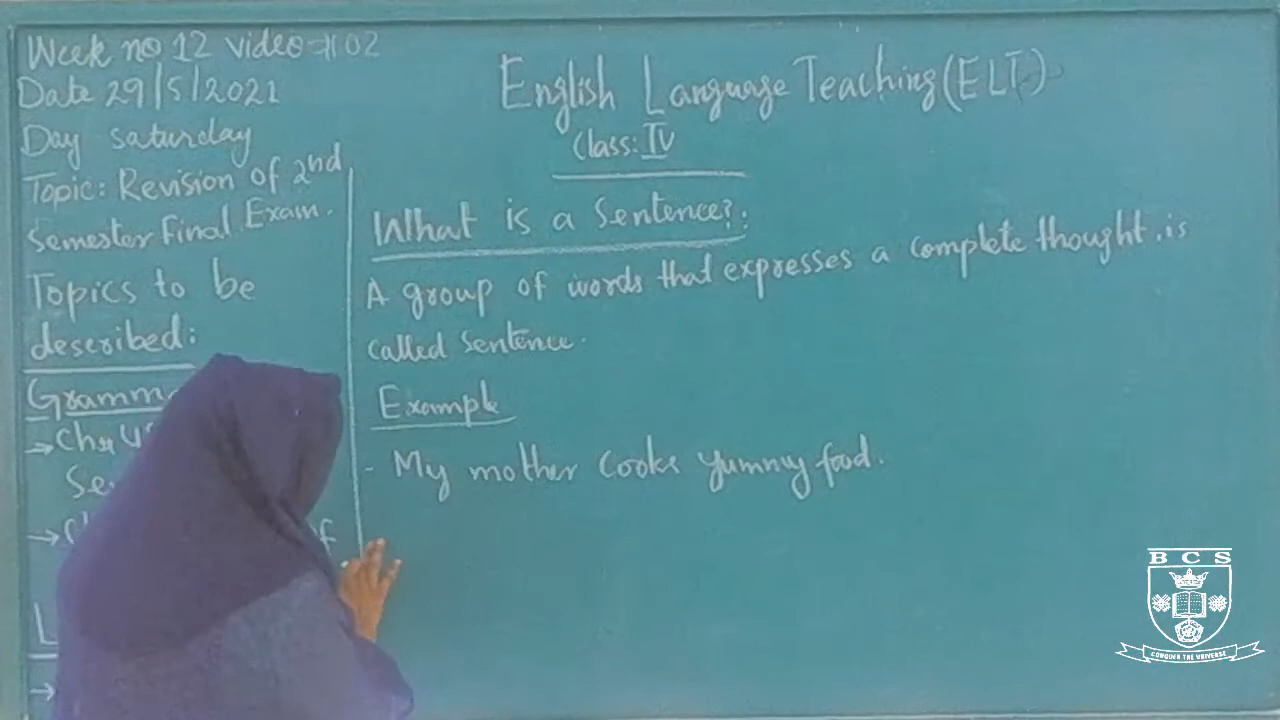 Week no 12 video # 02
Date 29/5/2021
Day saturday
Topic: Revision of 2nd
Semester Final Exam.
Topics to be
described:
English Language Teaching (ELT)
Class: IV
What is a Sentence?:
A group of words that expresses a complete thought. is
called sentence.
Example
- My mother cooks yummy food.
BCS
CONQUER THE UNIVERSE